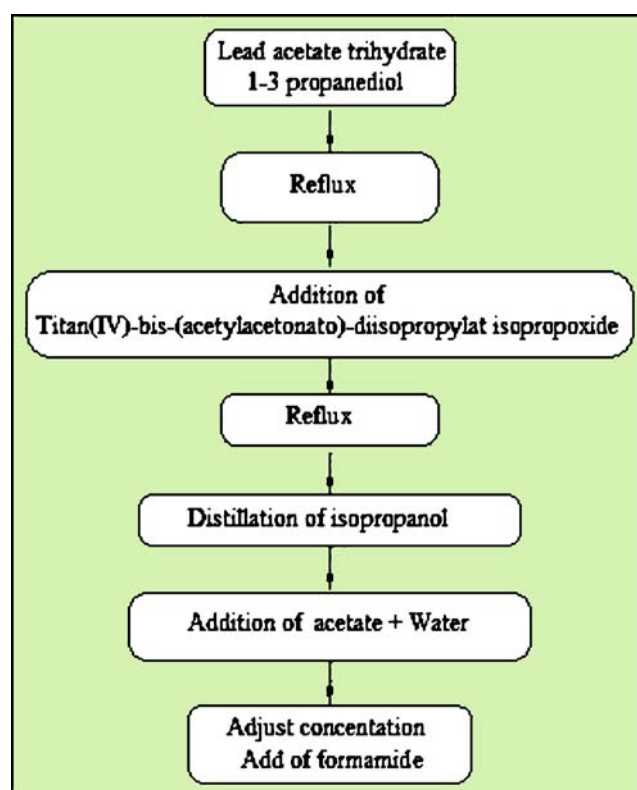 Lead acetate trihydrate
1-3 propanediol
Reflux
Addition of
Titan(IV)-bis-(acetylacetonato)-diisopropylat isopropoxide
Reflux
Distillation of isopropanol
Addition of acetate + Water
Adjust concentation
Add of formamide